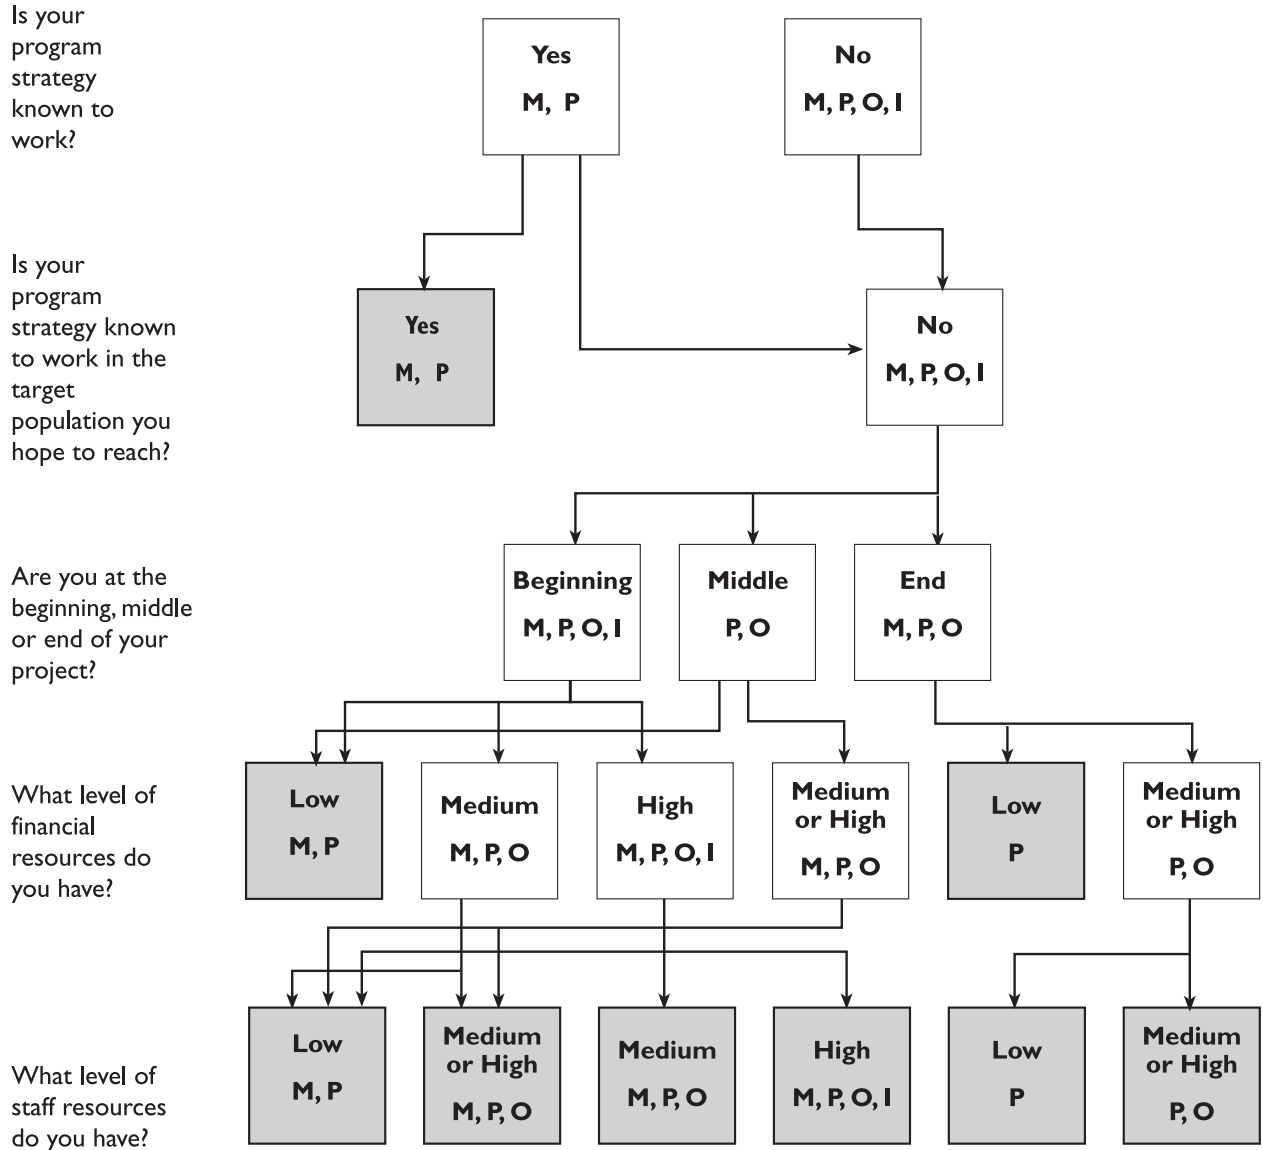 Is your
program
strategy
known to
work?
Yes
M, P
No
M, P, O, I
Is your
program
strategy known
to work in the
target
population you
hope to reach?
Yes
M, P
No
M, P, O, I
Are you at the
beginning, middle
or end of your
project?
Beginning
M, P, O, I
Middle
P, O
End
M, P, O
What level of
financial
resources do
you have?
Low
M, P
Medium
M, P, O
High
M, P, O, I
Medium
or High
M, P, O
Low
P
Medium
or High
P, O
What level of
staff resources
do you have?
Low
M, P
Medium
or High
M, P, O
Medium
M, P, O
High
M, P, O, I
Low
P
Medium
or High
P, O